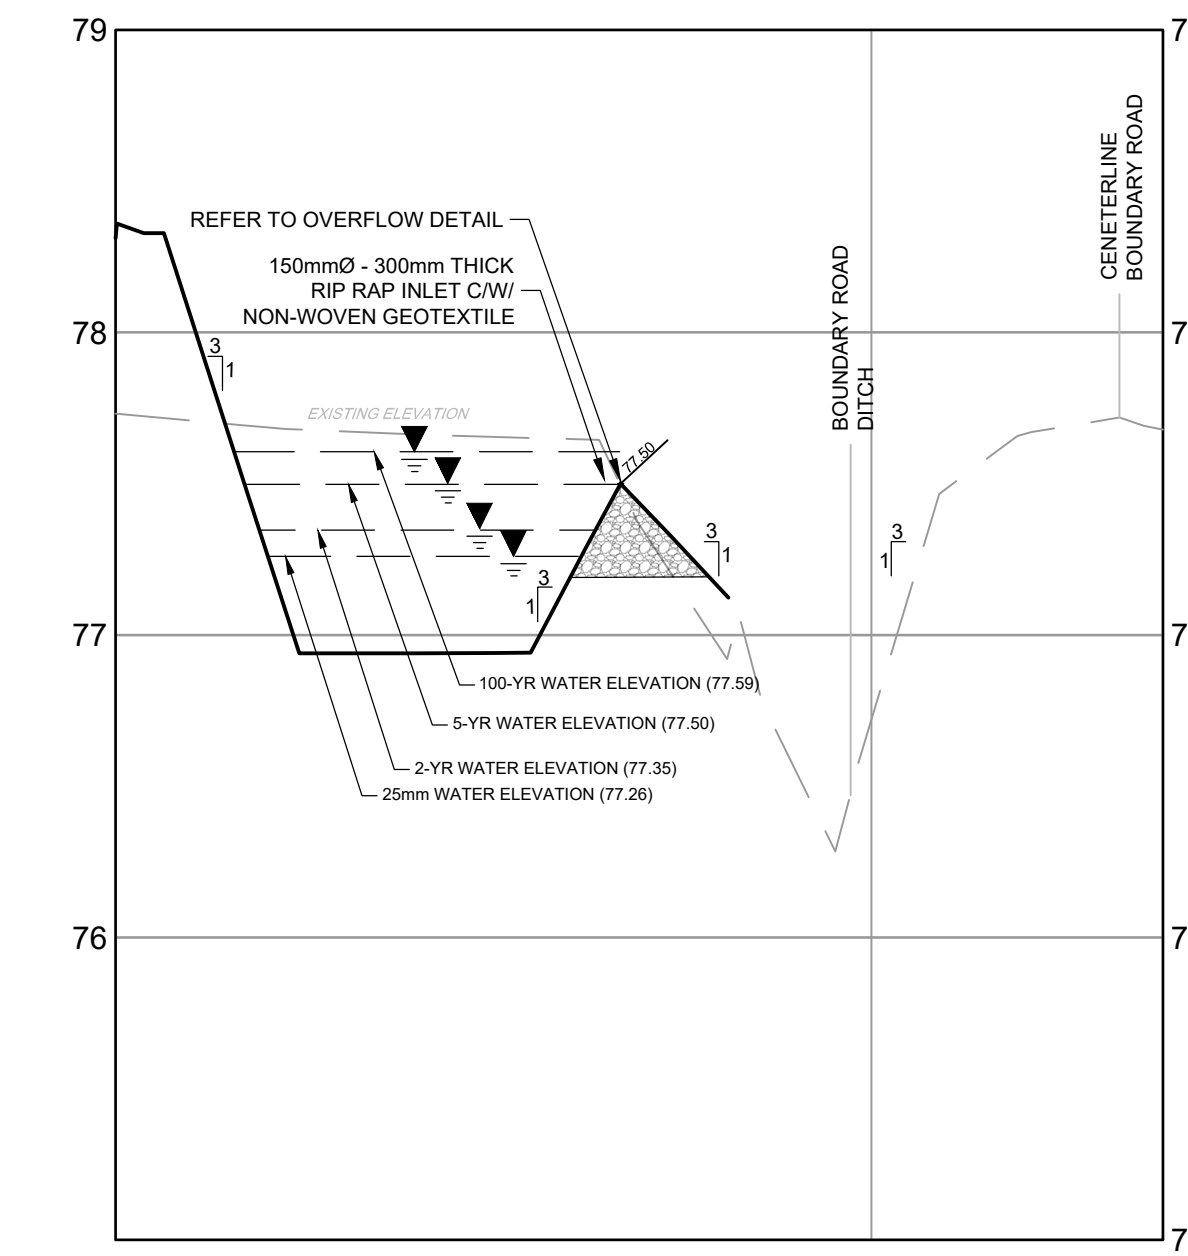 79
7
CENETERLINE
BOUNDARY ROAD
REFER TO OVERFLOW DETAIL
BOUNDARY ROAD
DITCH
150mmØ - 300mm THICK
RIP RAP INLET C/W/
NON-WOVEN GEOTEXTILE
78
7
3
1
EXISTING ELEVATION
77.50
3
1
3
1
3
1
77
7
100-YR WATER ELEVATION (77.59)
5-YR WATER ELEVATION (77.50)
2-YR WATER ELEVATION (77.35)
25mm WATER ELEVATION (77.26)
76
7
7